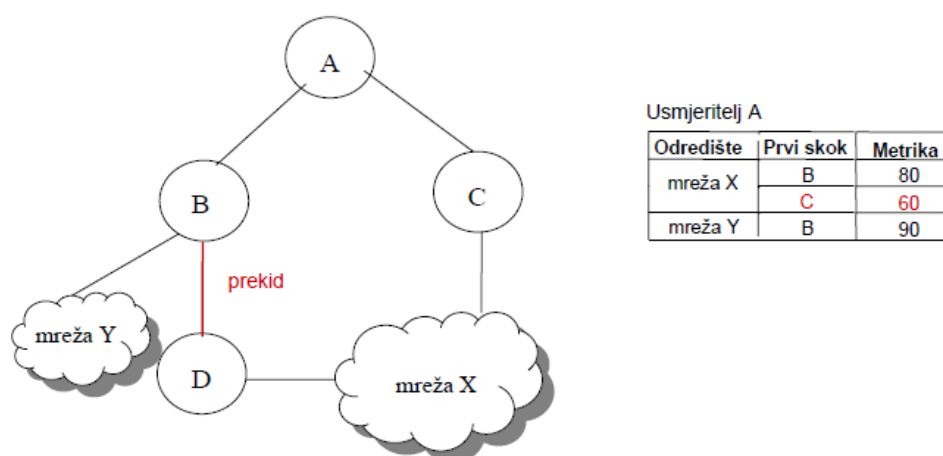 A
B
C
prekid
mreža Y
D
mreža X
Usmjeritelj A
Odredište Prvi skok Metrika
mreža X B 80
C 60
mreža Y B 90